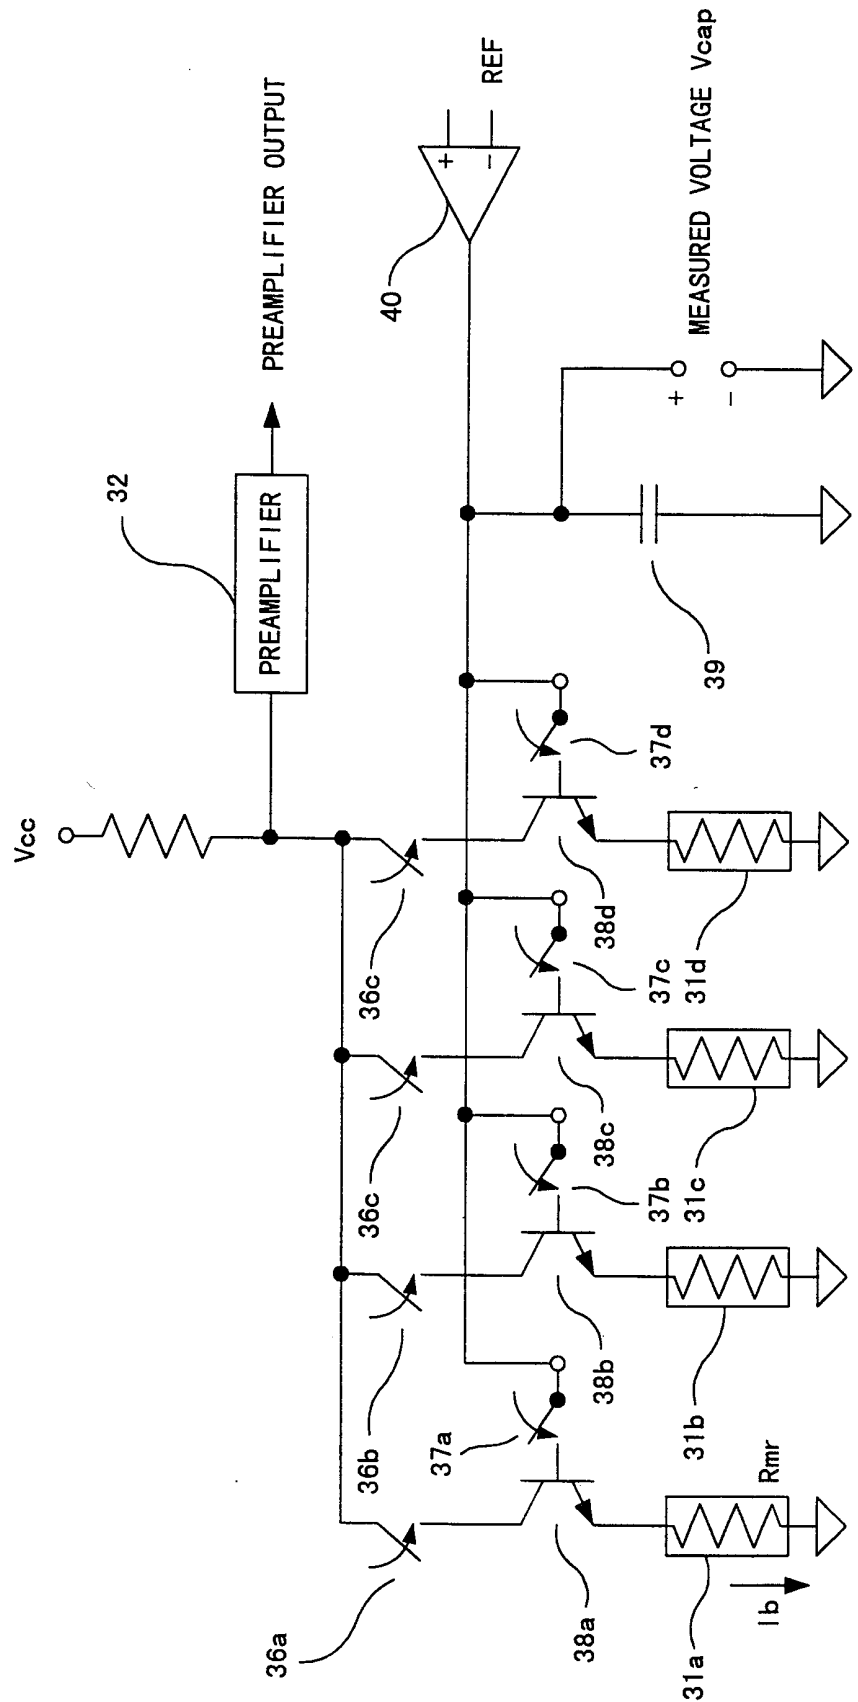 Vcc
32
PREAMPLIFIER
PREAMPLIFIER OUTPUT
36a
36b
36c
36c
40
+
-
REF
37a
37b
37c
37d
38a
38b
38c
38d
39
+
-
MEASURED VOLTAGE Vcap
31a
31b
31c
31d
Rmr
Ib